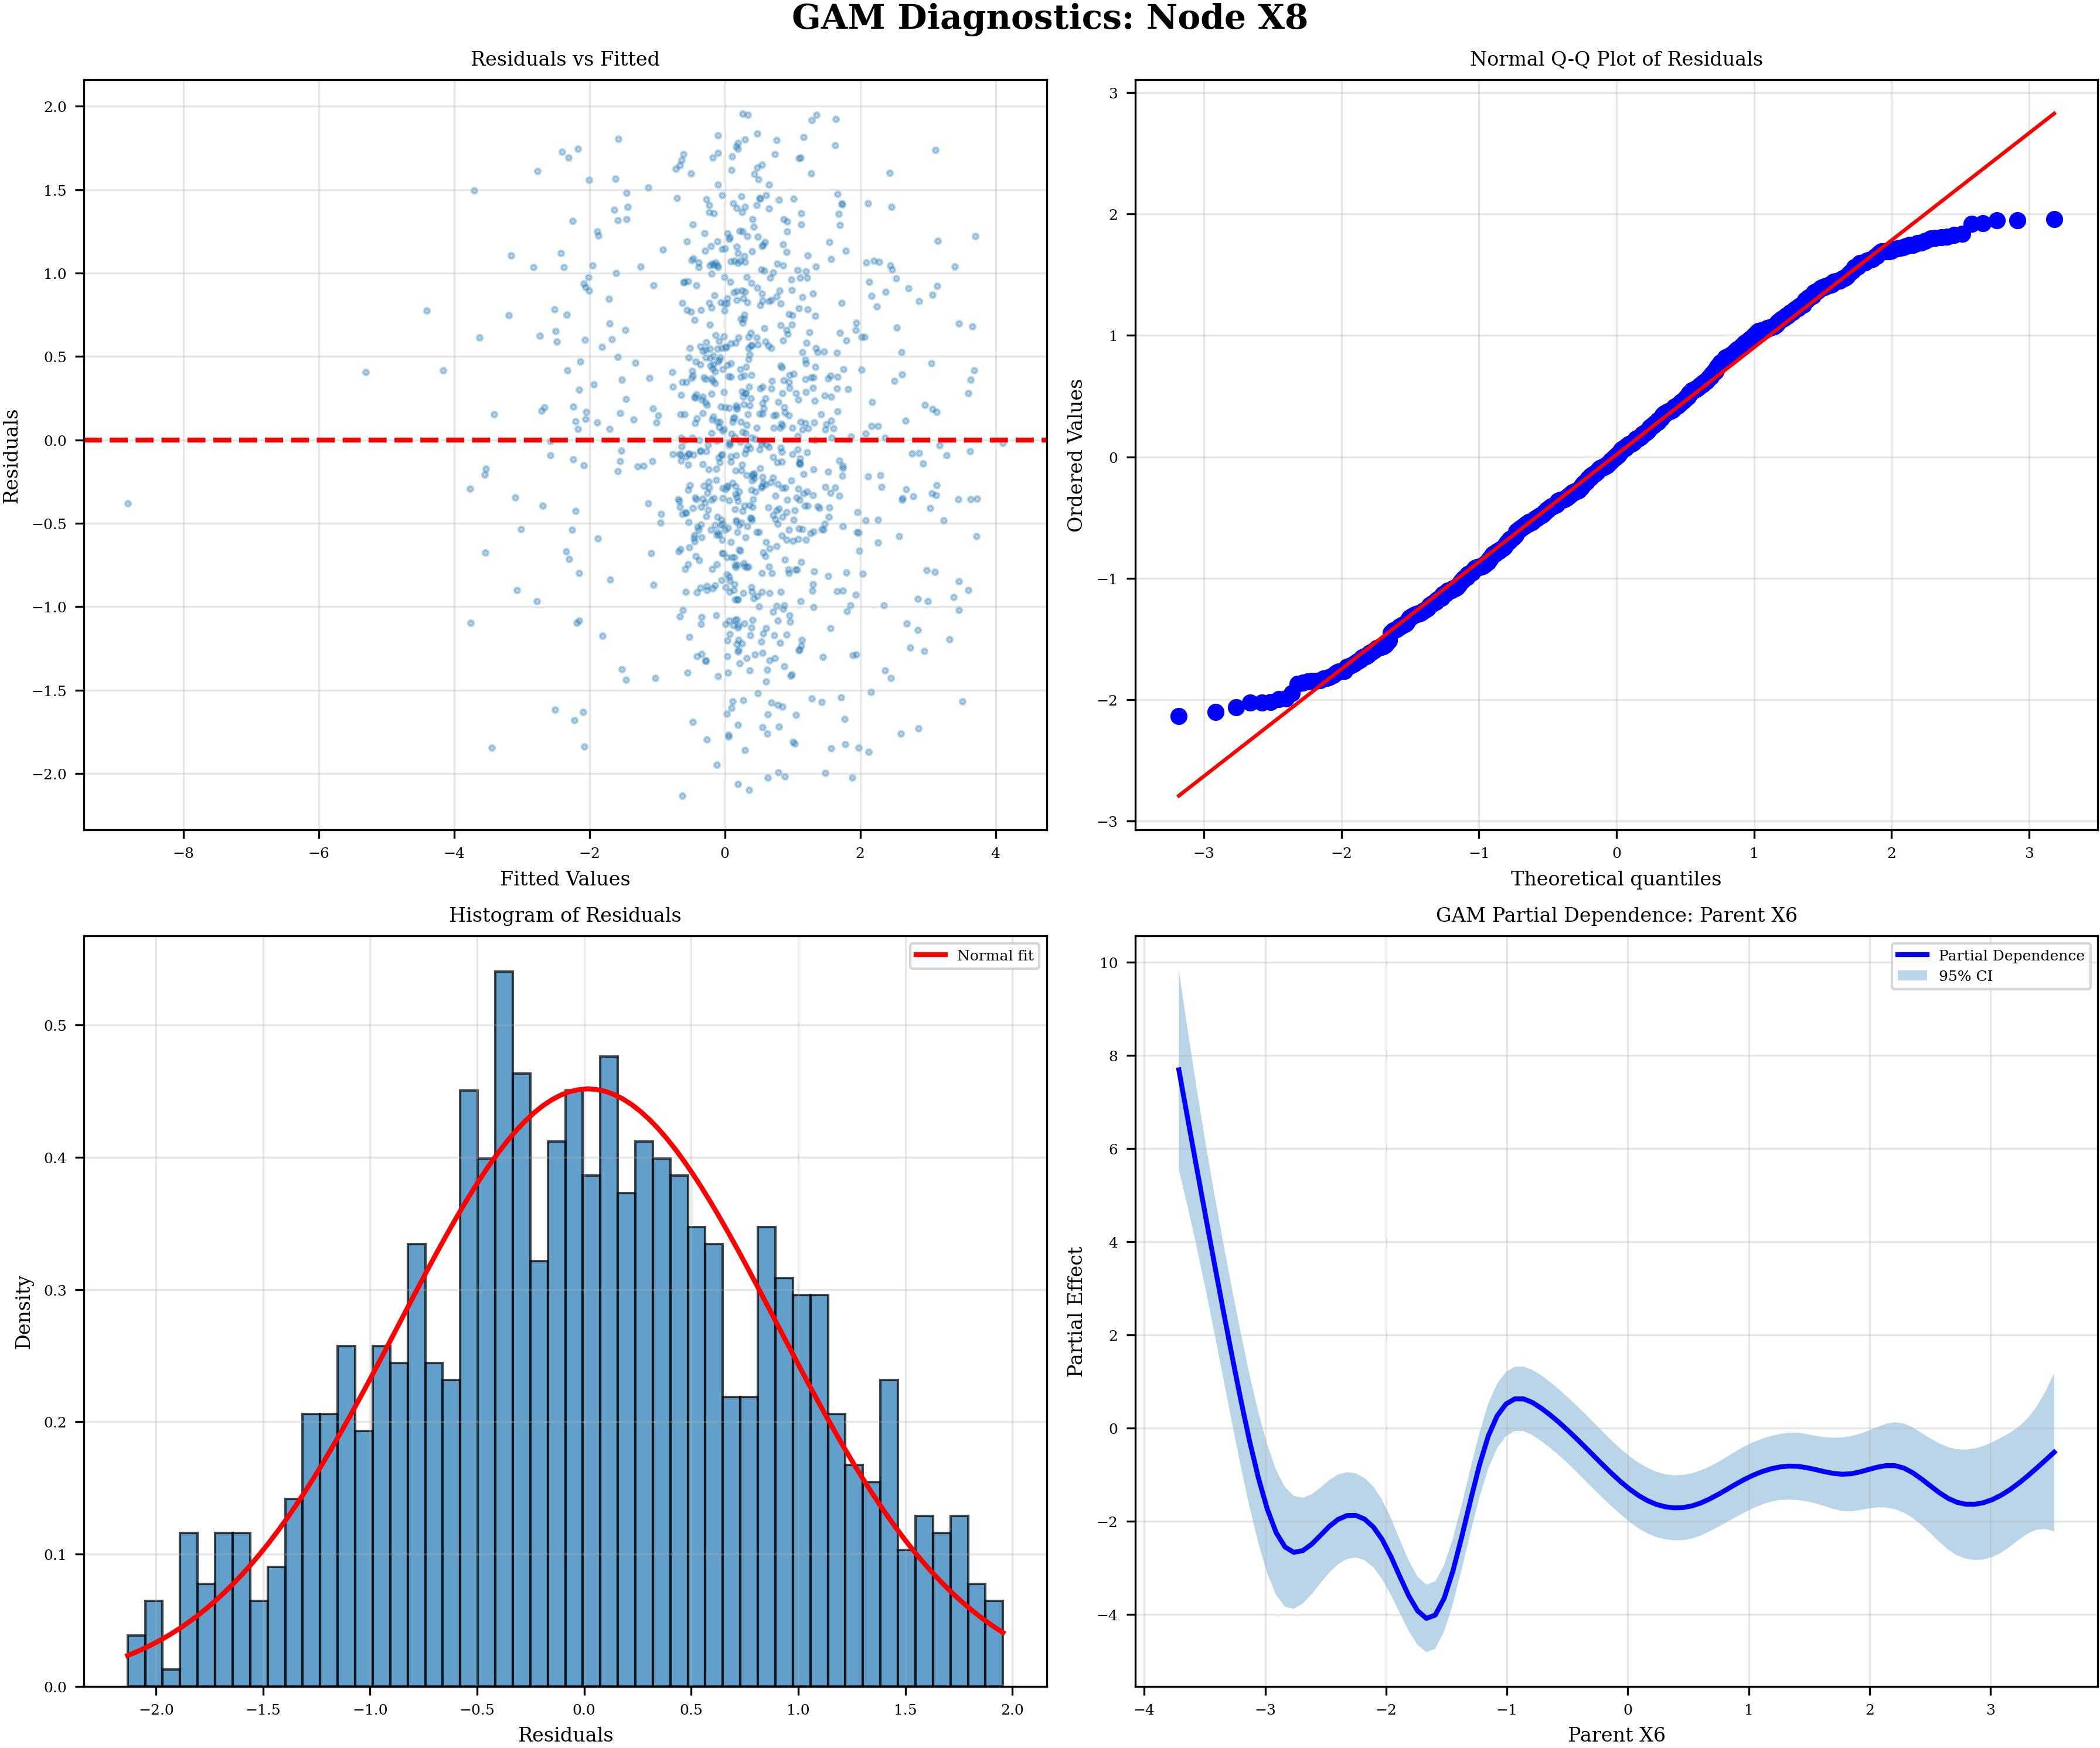 GAM Diagnostics: Node X8
Residuals vs Fitted
2.0
1.5
1.0
0.5
0.0
−0.5
−1.0
−1.5
−2.0
Residuals
−8 −6 −4 −2 0 2 4
Fitted Values
Normal Q-Q Plot of Residuals
3
2
1
0
−1
−2
−3
Ordered Values
−3 −2 −1 0 1 2 3
Theoretical quantiles
Histogram of Residuals
Normal fit
0.5
0.4
0.3
0.2
0.1
0.0
Density
−2.0 −1.5 −1.0 −0.5 0.0 0.5 1.0 1.5 2.0
Residuals
GAM Partial Dependence: Parent X6
Partial Dependence
95% CI
10
8
6
4
2
0
−2
−4
Partial Effect
−4 −3 −2 −1 0 1 2 3
Parent X6